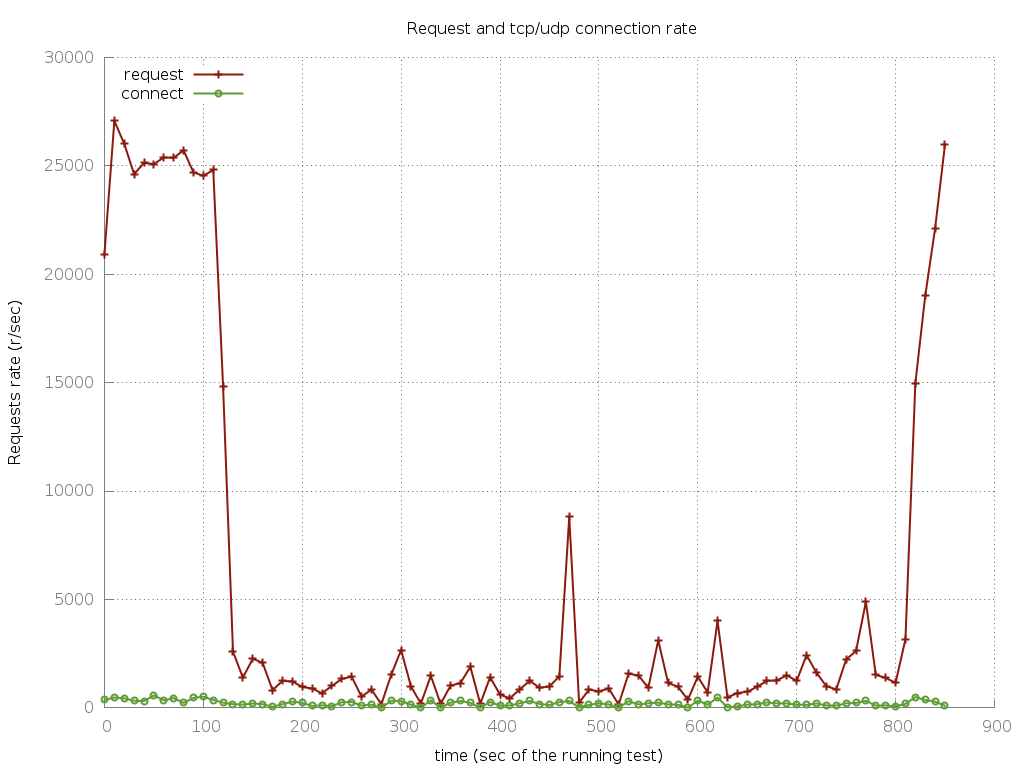 Request and tcp/udp connection rate
30000
request
connect
25000
20000
15000
10000
5000
0
Requests rate (r/sec)
0 100 200 300 400 500 600 700 800 900
time (sec of the running test)